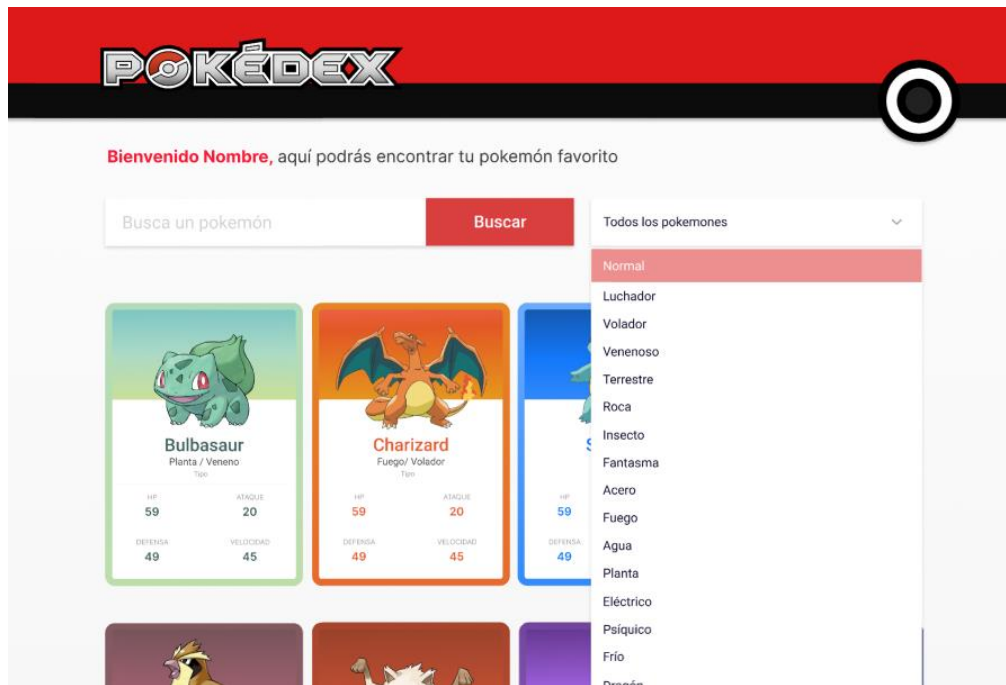 POKÉDEX
Bienvenido Nombre, aquí podrás encontrar tu pokemón favorito
Busca un pokemón
Buscar
Todos los pokemones
Normal
Luchador
Volador
Venenoso
Terrestre
Roca
Insecto
Fantasma
Acero
Fuego
Agua
Planta
Eléctrico
Psíquico
Frío
Dragón
Bulbasaur
Planta / Veneno
Tipo
HP
59
ATAQUE
20
DEFENSA
49
VELOCIDAD
45
Charizard
Fuego/ Volador
Tipo
HP
59
ATAQUE
20
DEFENSA
49
VELOCIDAD
45
HP
59
DEFENSA
49